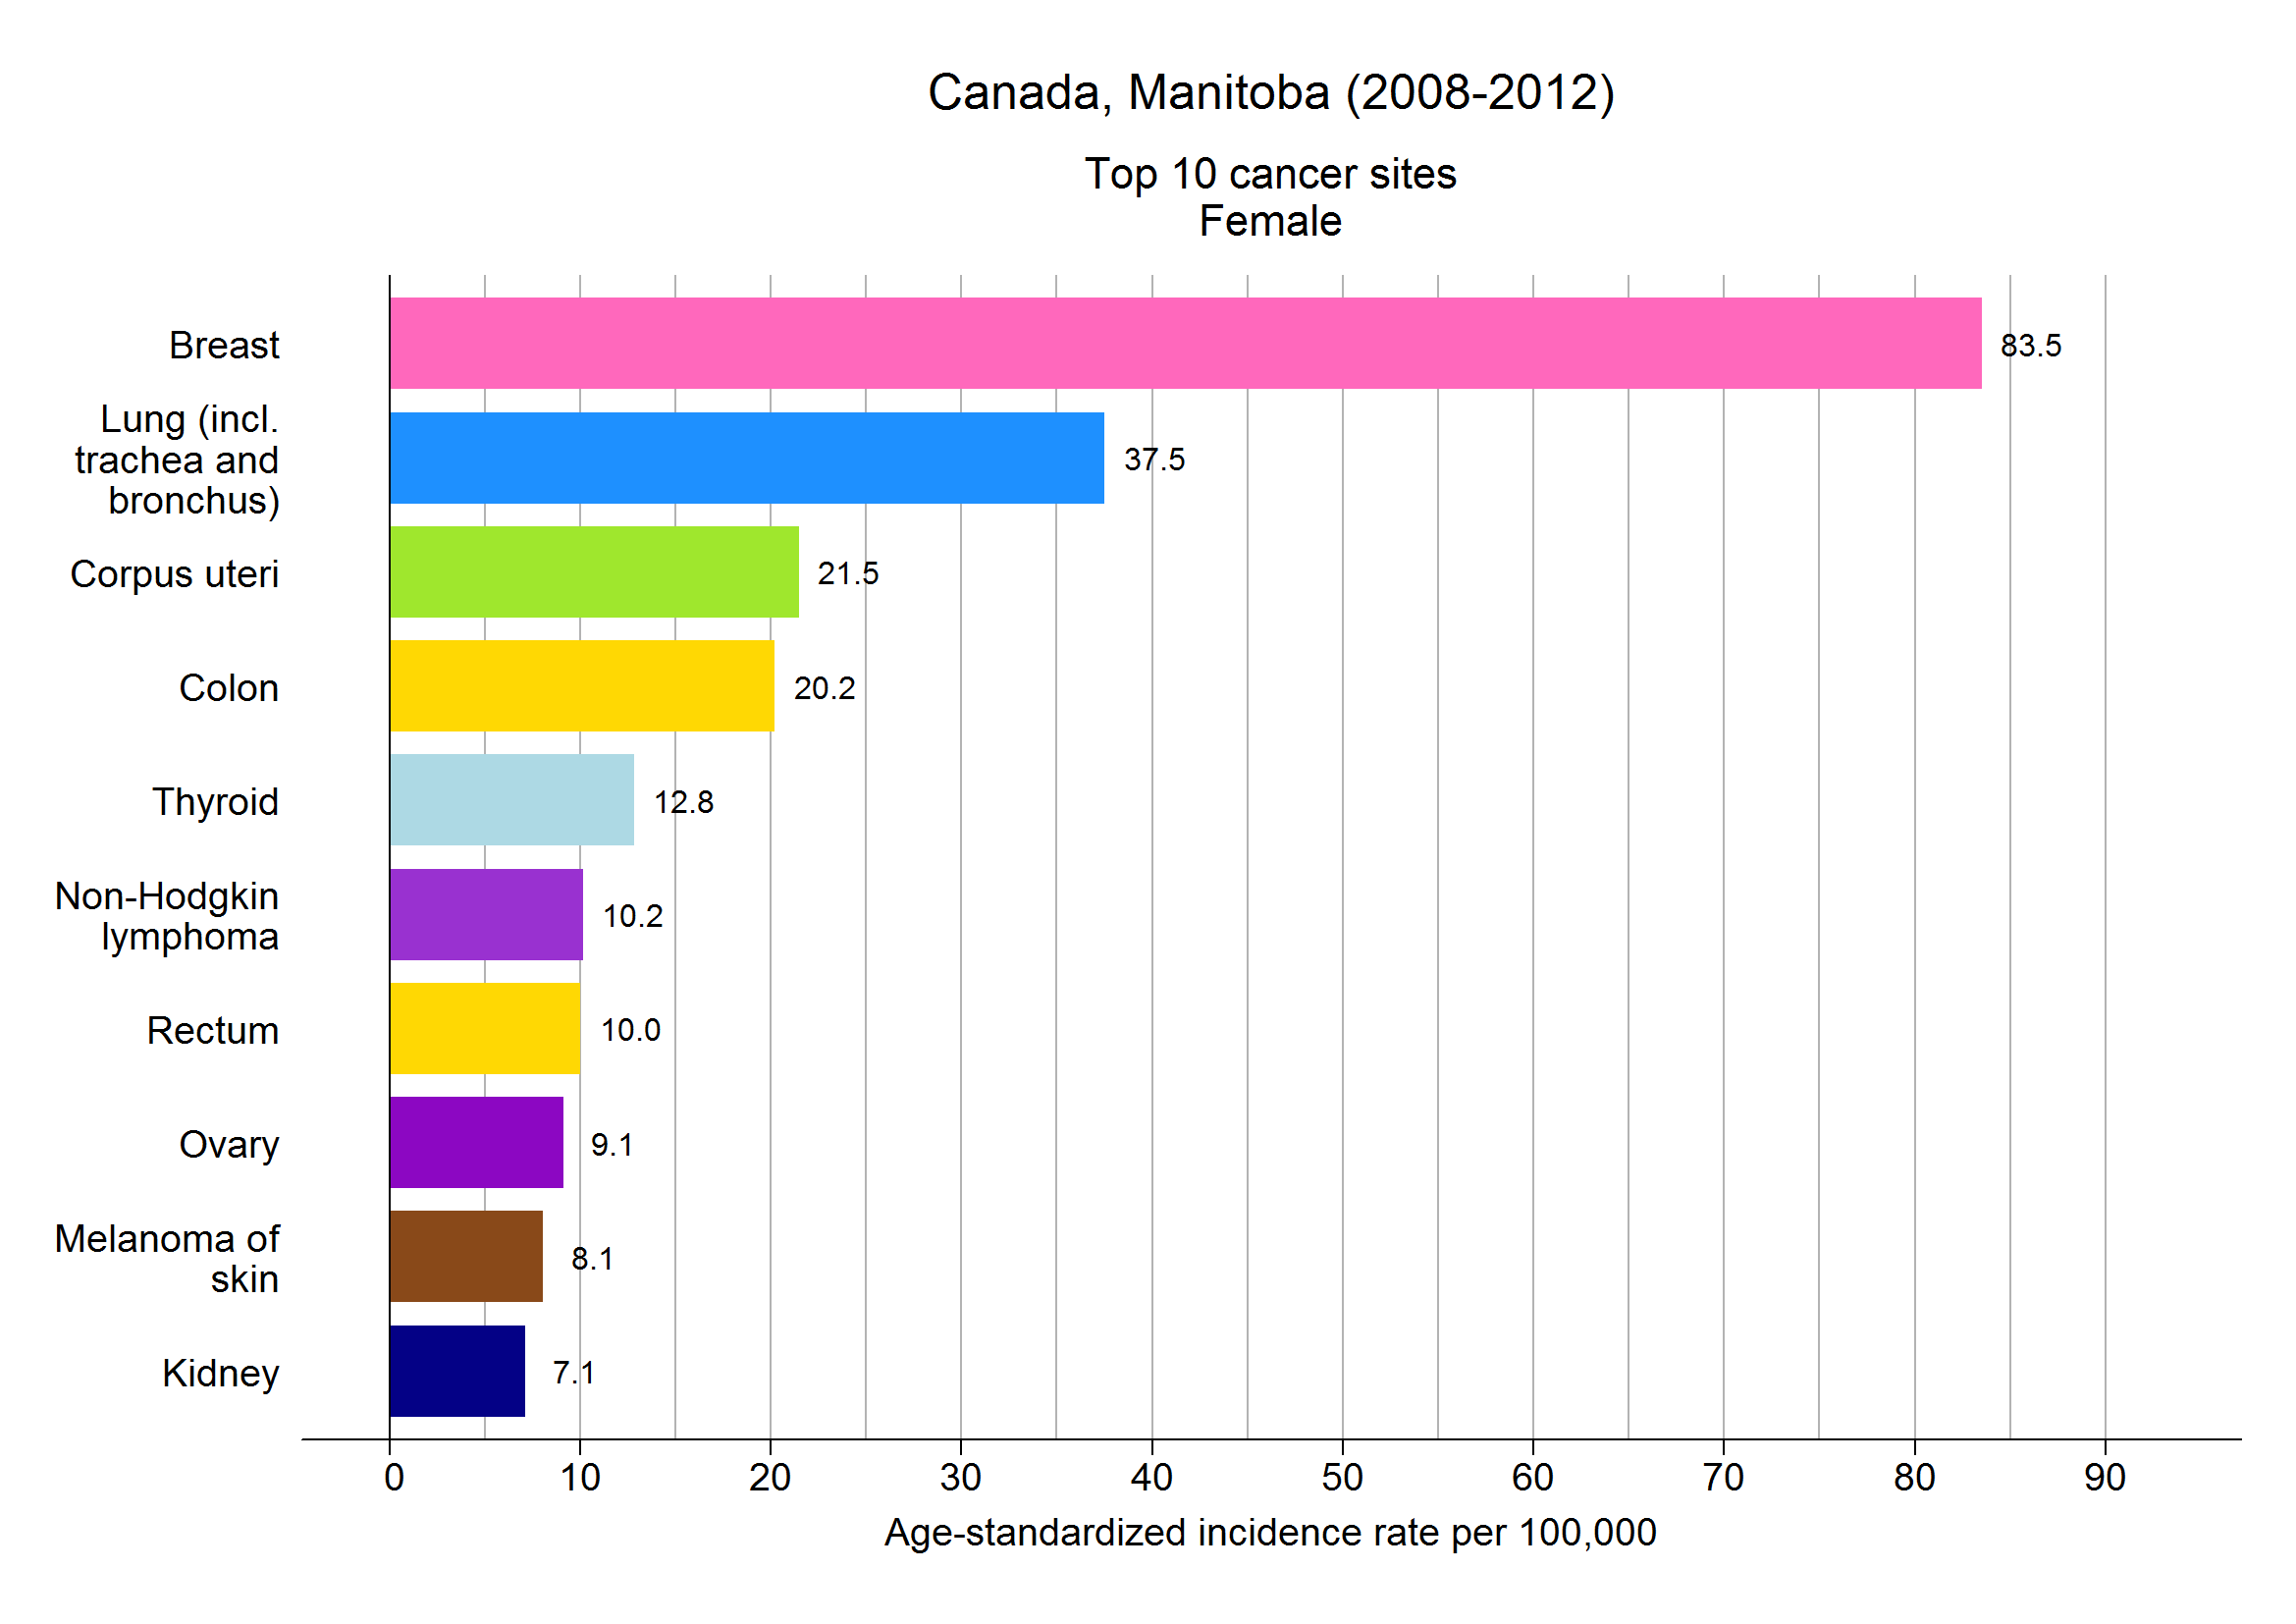 Canada, Manitoba (2008-2012)
Top 10 cancer sites
Female
Breast
83.5
Lung (incl.
trachea and
bronchus)
37.5
Corpus uteri
21.5
Colon
20.2
Thyroid
12.8
Non-Hodgkin
lymphoma
10.2
Rectum
10.0
Ovary
9.1
Melanoma of
skin
8.1
Kidney
7.1
0 10 20 30 40 50 60 70 80 90
Age-standardized incidence rate per 100,000